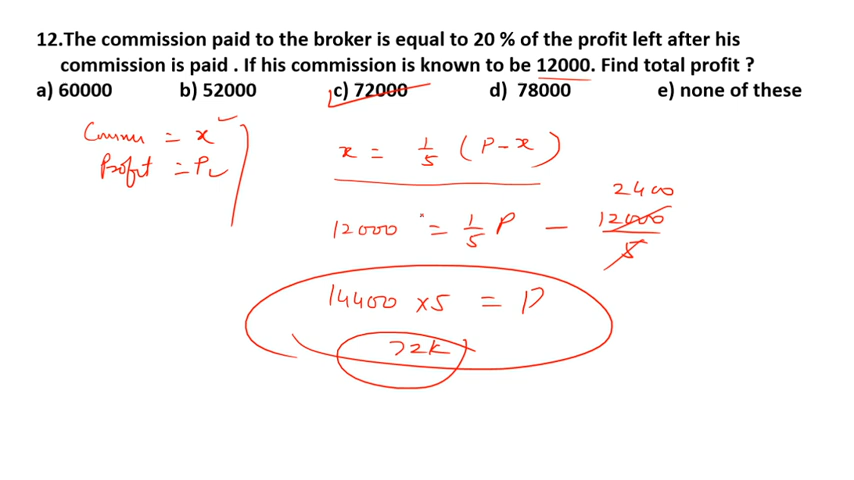 12.The commission paid to the broker is equal to 20 % of the profit left after his
commission is paid . If his commission is known to be 12000. Find total profit ?
a) 60000 b) 52000 c) 72000 d) 78000 e) none of these
Commn = x
Profit = P
x = 1/5 (P - x)
2400
12000 = 1/5 P - 12000/5
14400 x5 = P
72k